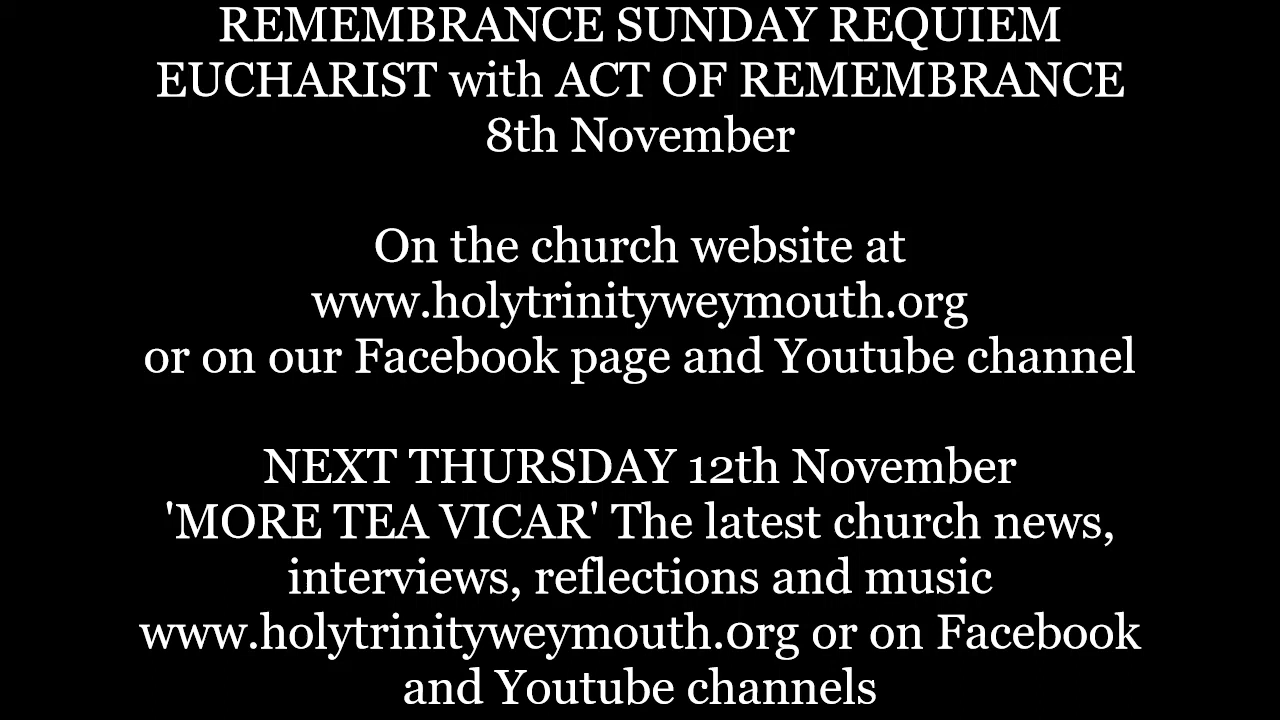 REMEMBRANCE SUNDAY REQUIEM
EUCHARIST with ACT OF REMEMBRANCE
8th November
On the church website at
www.holytrinityweymouth.org
or on our Facebook page and Youtube channel
NEXT THURSDAY 12th November
'MORE TEA VICAR' The latest church news,
interviews, reflections and music
www.holytrinityweymouth.0rg or on Facebook
and Youtube channels